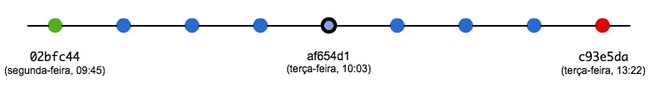 02bfc44
(segunda-feira, 09:45)
af654d1
(terça-feira, 10:03)
c93e5da
(terça-feira, 13:22)